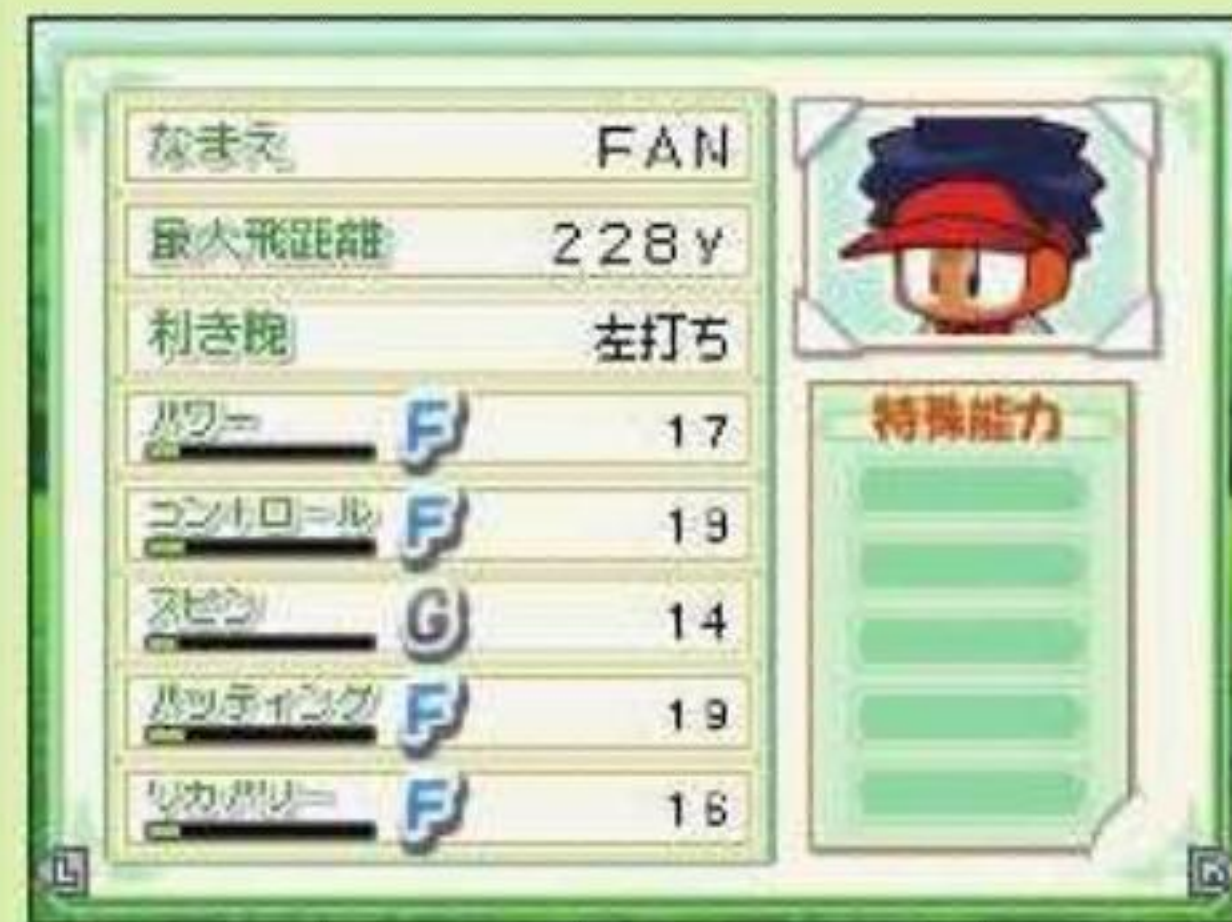 なまえ FAN
最大飛距離 228y
利き腕 左打ち
パワー F 17
コントロール F 19
スピン G 14
パッティング F 19
リカバリー F 16
特殊能力
L
R